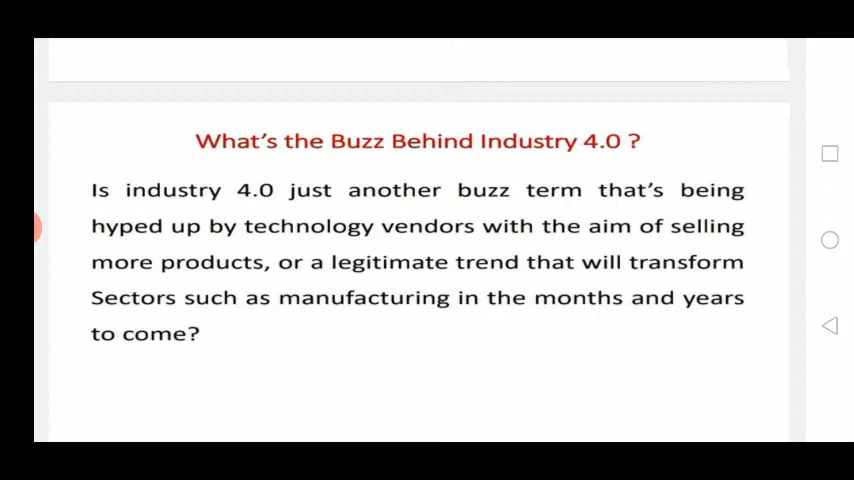 What's the Buzz Behind Industry 4.0 ?
Is industry 4.0 just another buzz term that's being
hyped up by technology vendors with the aim of selling
more products, or a legitimate trend that will transform
Sectors such as manufacturing in the months and years
to come?